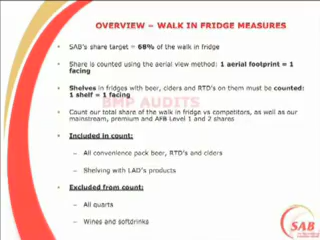 OVERVIEW – WALK IN FRIDGE MEASURES
SAB's share target = 68% of the walk in fridge
Share is counted using the aerial view method: 1 aerial footprint = 1
facing
Shelves in fridges with beer, ciders and RTD's on them must be counted:
1 shelf = 1 facing
BMP AUDITS
Count our total share of the walk in fridge vs competitors, as well as our
mainstream, premium and AFB Level 1 and 2 shares
Included in count:
All convenience pack beer, RTD's and ciders
Shelving with LAD's products
Excluded from count:
All quarts
Wines and softdrinks
SAB